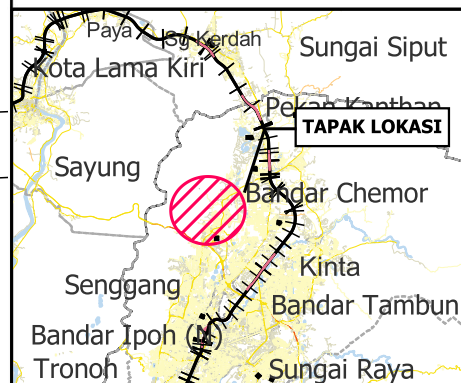 Paya
Sg Kerdah
Sungai Siput
Kota Lama Kiri
Pekan Kanthan
TAPAK LOKASI
Sayung
Bandar Chemor
Kinta
Senggang
Bandar Tambun
Bandar Ipoh (N)
Tronoh
Sungai Raya